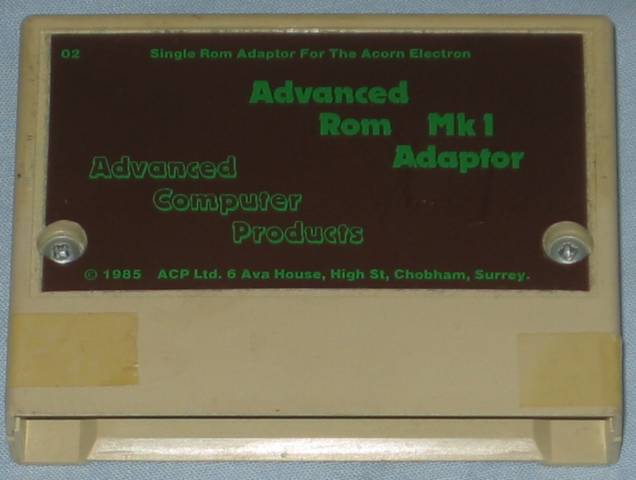 02 Single Rom Adaptor For The Acorn Electron
Advanced
Rom Mk1
Adaptor
Advanced
Computer
Products
© 1985 ACP Ltd. 6 Ava House, High St, Chobham, Surrey.